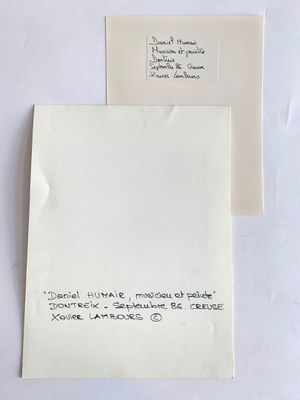 Daniel Humair
Musicien et peintre
Dontreix
Septembre 86 Creuse
Xavier Lambours
"Daniel HUMAIR, musicien et peintre"
DONTREIX - Septembre 86. CREUSE
Xavier LAMBOURS ©